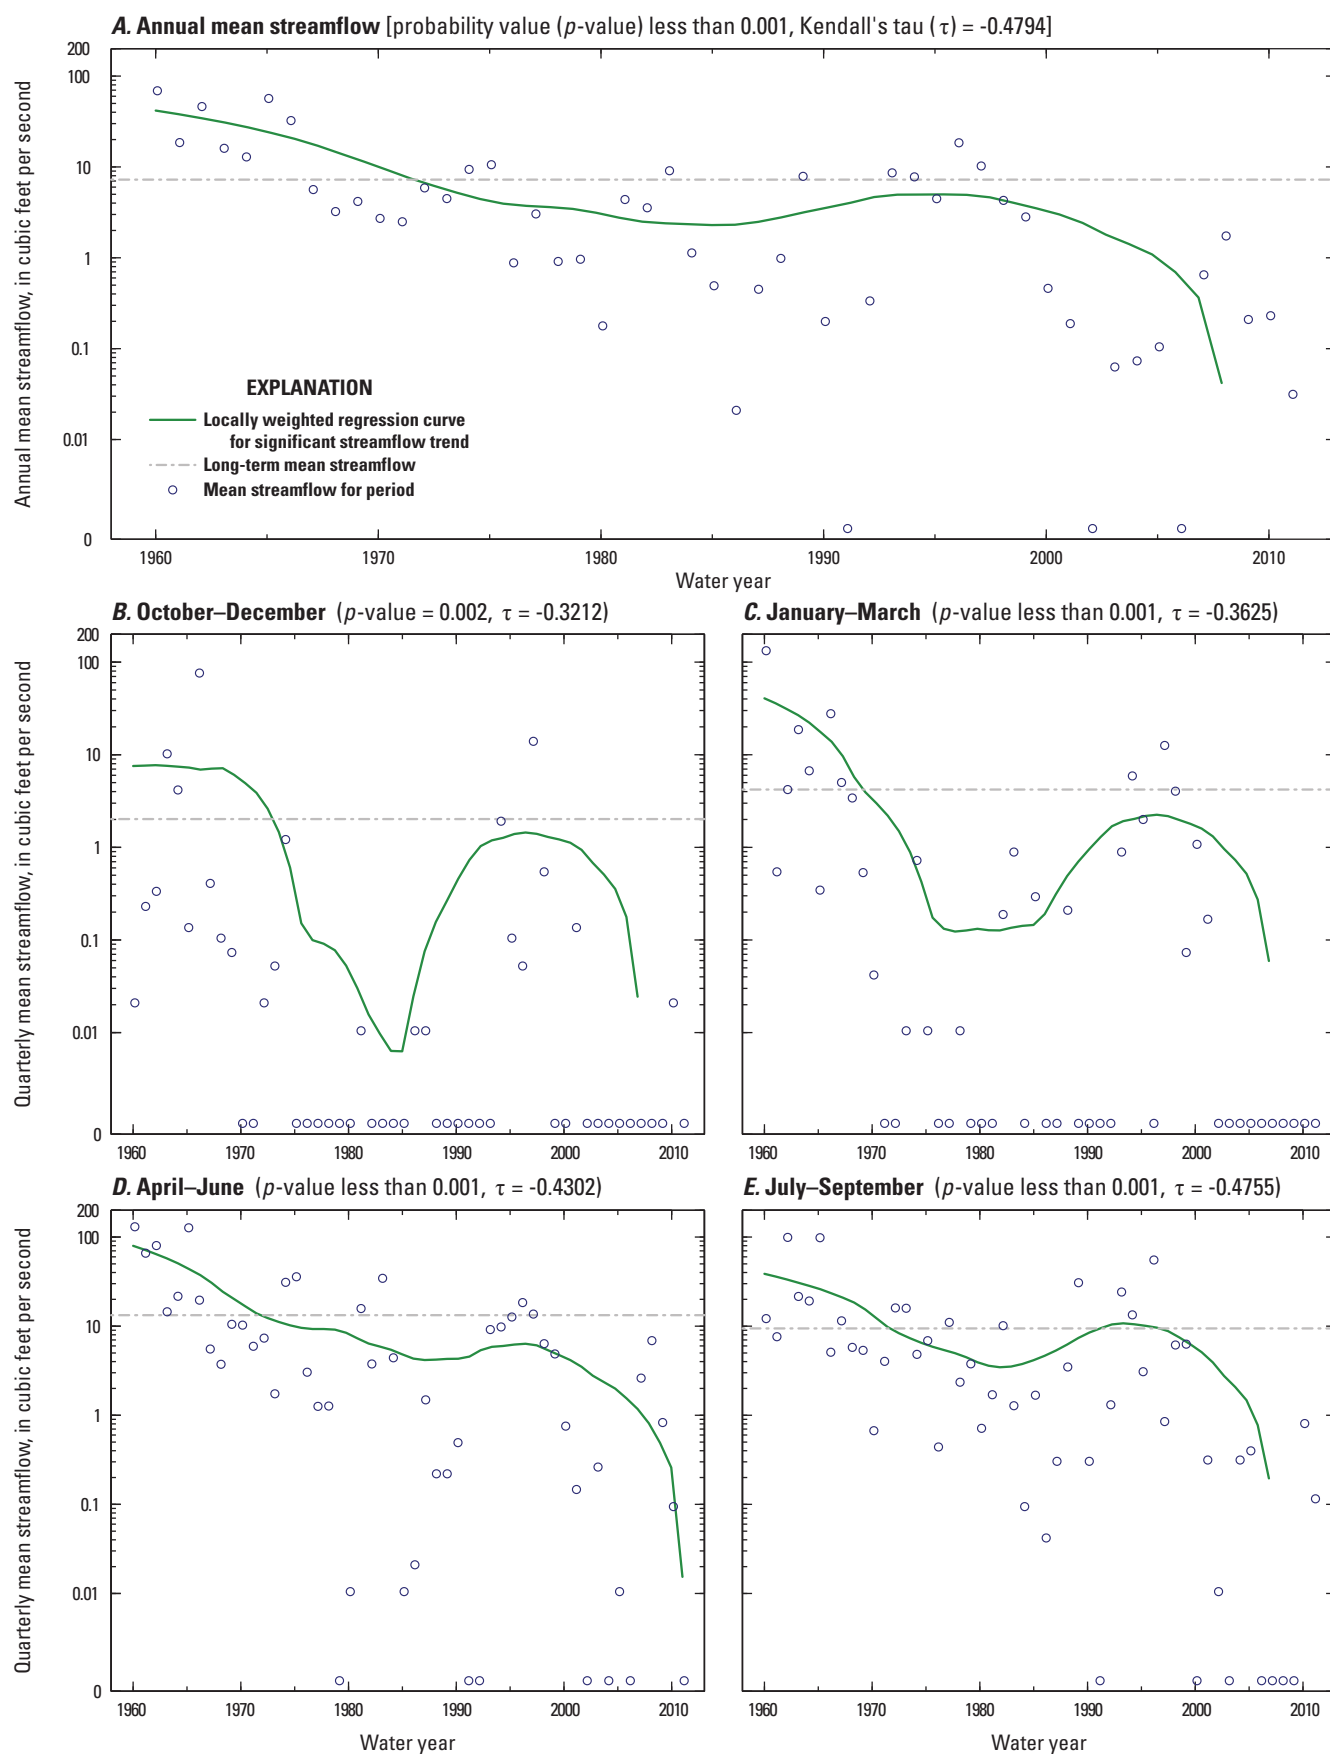 A. Annual mean streamflow [probability value (p-value) less than 0.001, Kendall's tau (τ) = -0.4794]
Annual mean streamflow, in cubic feet per second
200
100
10
1
0.1
0.01
0
EXPLANATION
Locally weighted regression curve
for significant streamflow trend
Long-term mean streamflow
Mean streamflow for period
1960 1970 1980 1990 2000 2010
Water year
B. October–December (p-value = 0.002, τ = -0.3212)
Quarterly mean streamflow, in cubic feet per second
200
100
10
1
0.1
0.01
0
1960 1970 1980 1990 2000 2010
C. January–March (p-value less than 0.001, τ = -0.3625)
1960 1970 1980 1990 2000 2010
D. April–June (p-value less than 0.001, τ = -0.4302)
Quarterly mean streamflow, in cubic feet per second
200
100
10
1
0.1
0.01
0
1960 1970 1980 1990 2000 2010
Water year
E. July–September (p-value less than 0.001, τ = -0.4755)
1960 1970 1980 1990 2000 2010
Water year